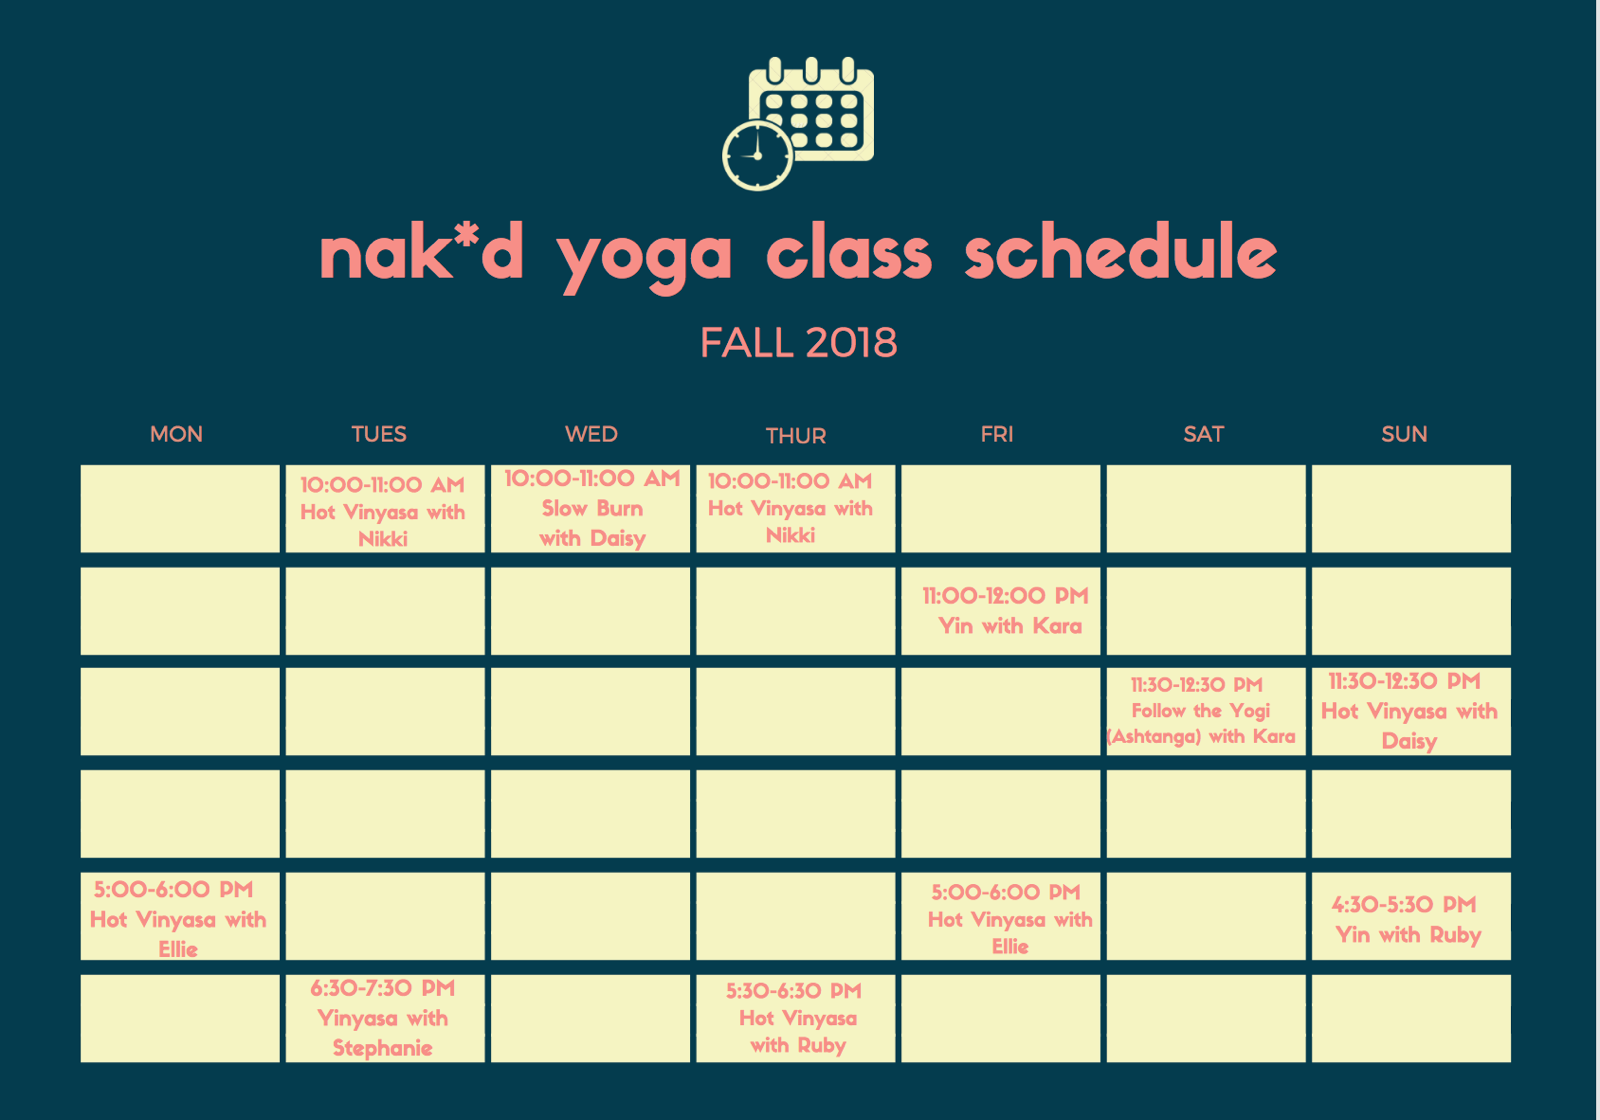 nak*d yoga class schedule
FALL 2018
MON TUES WED THUR FRI SAT SUN
10:00-11:00 AM
Hot Vinyasa with
Nikki
10:00-11:00 AM
Slow Burn
with Daisy
10:00-11:00 AM
Hot Vinyasa with
Nikki
11:00-12:00 PM
Yin with Kara
11:30-12:30 PM
Follow the Yogi
(Ashtanga) with Kara
11:30-12:30 PM
Hot Vinyasa with
Daisy
5:00-6:00 PM
Hot Vinyasa with
Ellie
5:00-6:00 PM
Hot Vinyasa with
Ellie
4:30-5:30 PM
Yin with Ruby
6:30-7:30 PM
Yinyasa with
Stephanie
5:30-6:30 PM
Hot Vinyasa
with Ruby